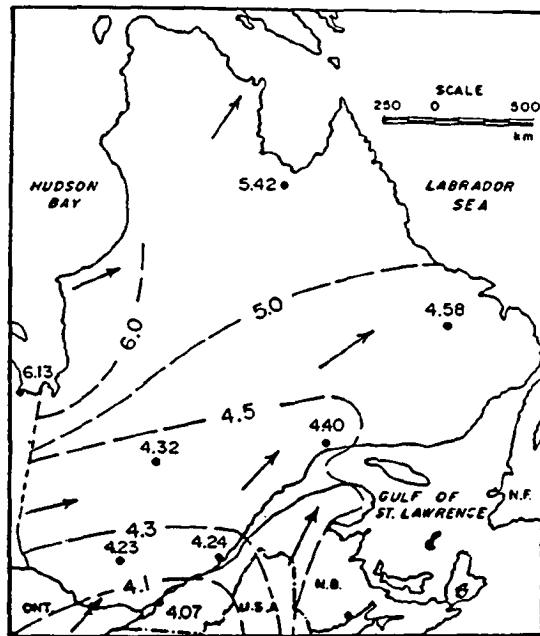 SCALE
250 0 500
km
HUDSON
BAY
LABRADOR
SEA
5.42
6.0
5.0
4.58
6.13
4.5
4.40
4.32
GULF OF
ST. LAWRENCE
N.F.
4.3
4.23
4.24
4.1
ONT.
4.07
U.S.A
N.B.